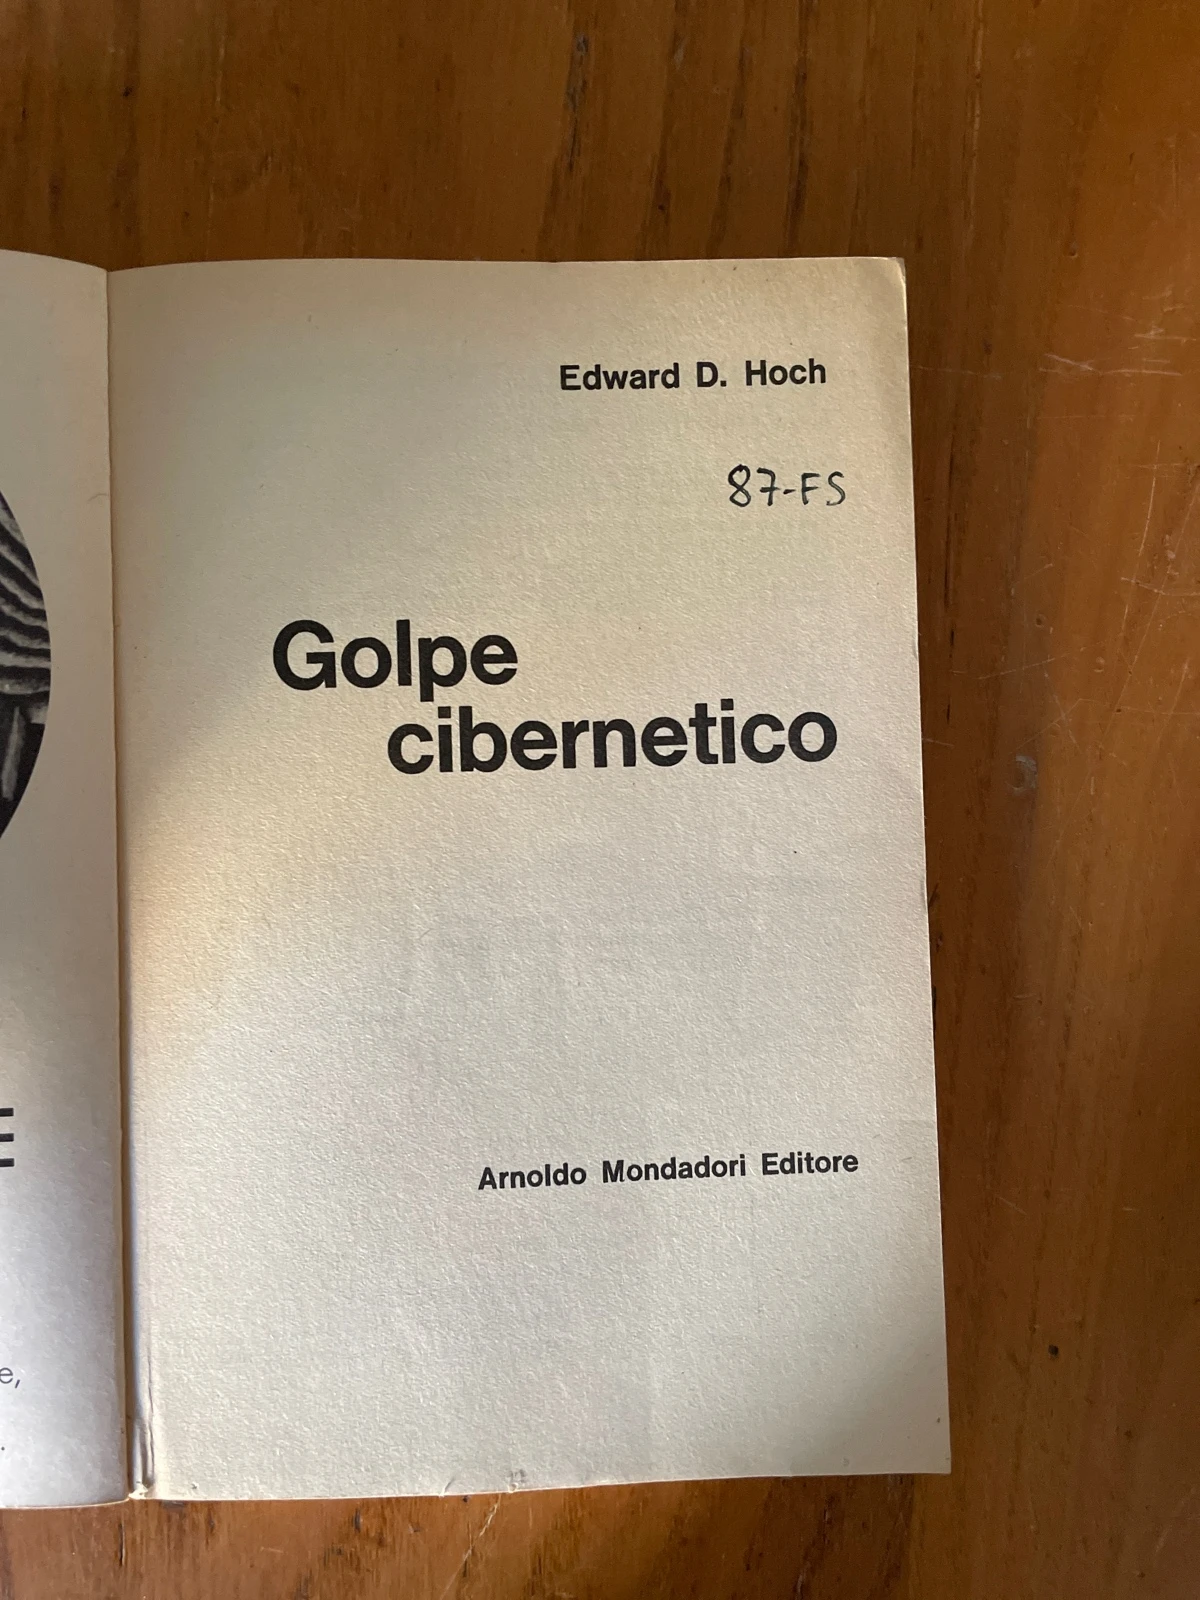 Edward D. Hoch
87-FS
Golpe
cibernetico
Arnoldo Mondadori Editore
E
e,
.